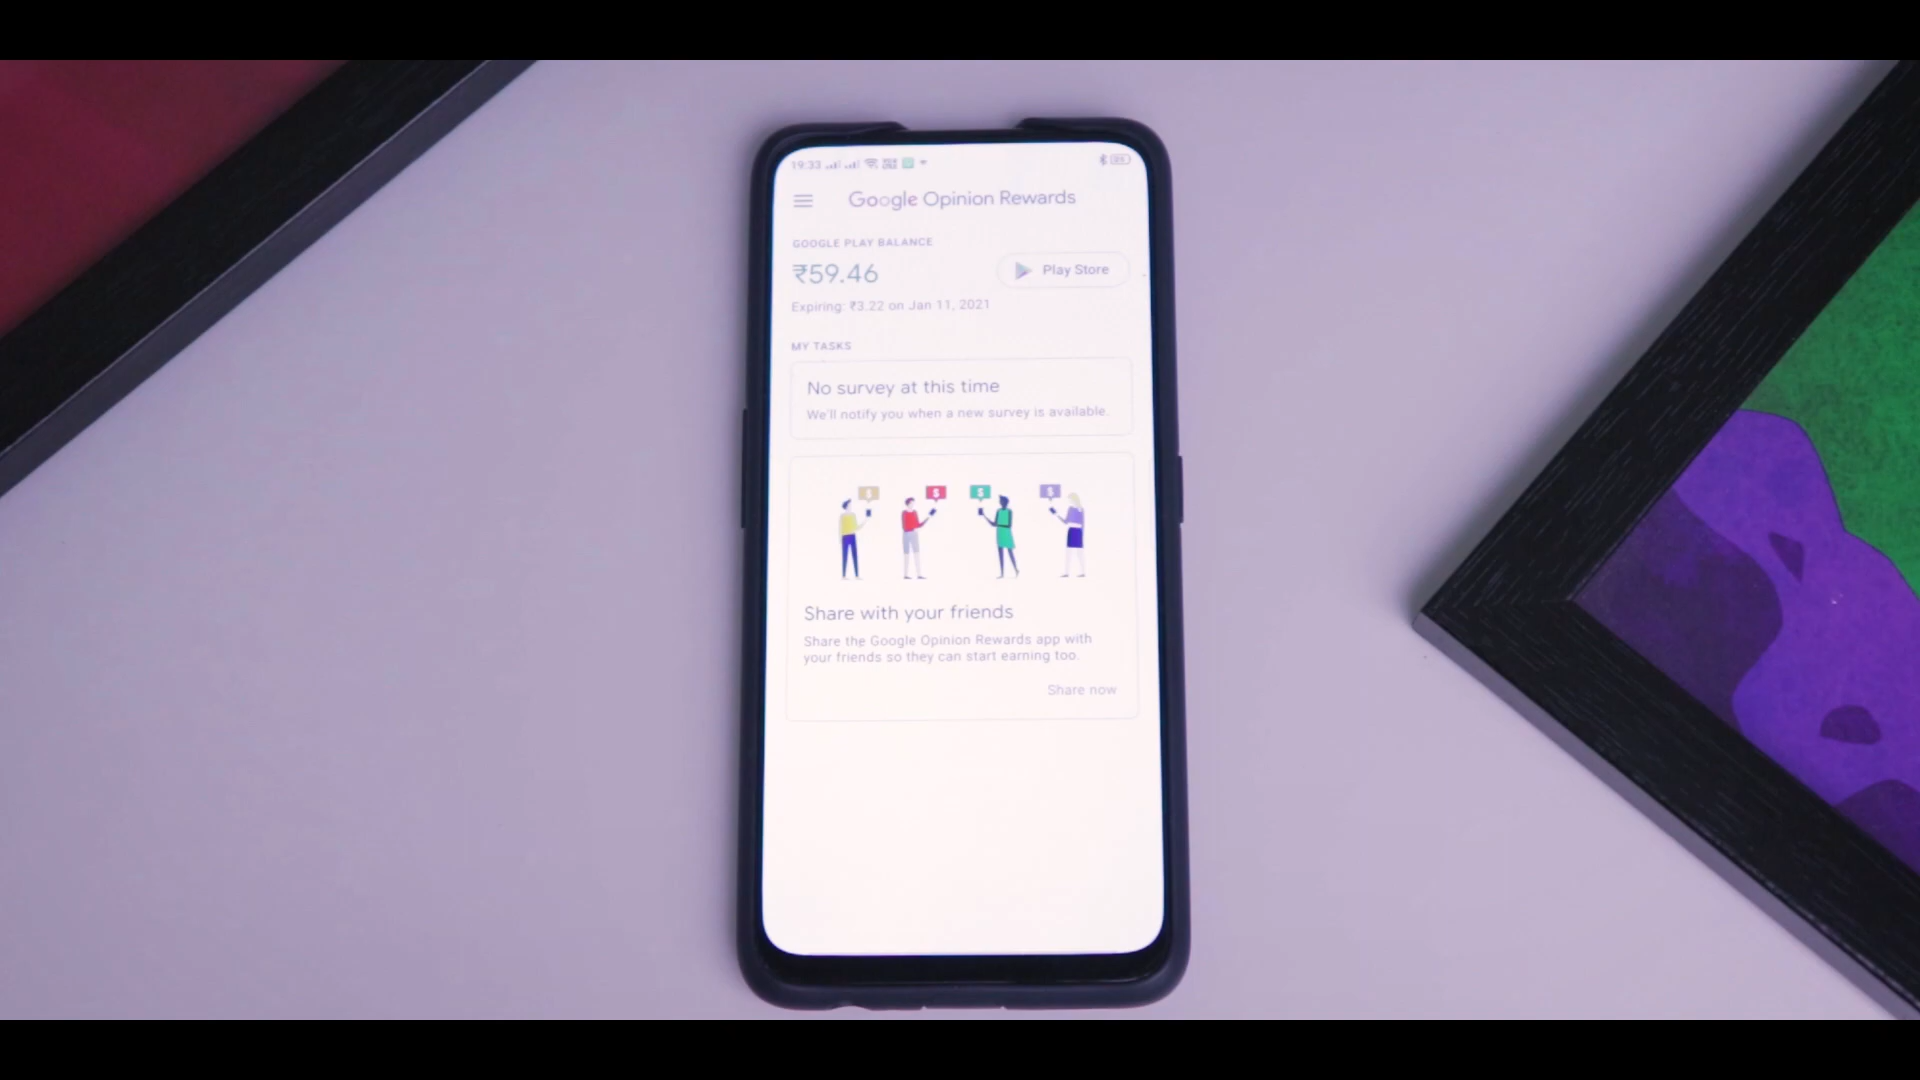 19:33
Google Opinion Rewards
GOOGLE PLAY BALANCE
₹59.46
Play Store
Expiring: ₹3.22 on Jan 11, 2021
MY TASKS
No survey at this time
We'll notify you when a new survey is available.
$ $ $ $
Share with your friends
Share the Google Opinion Rewards app with
your friends so they can start earning too.
Share now